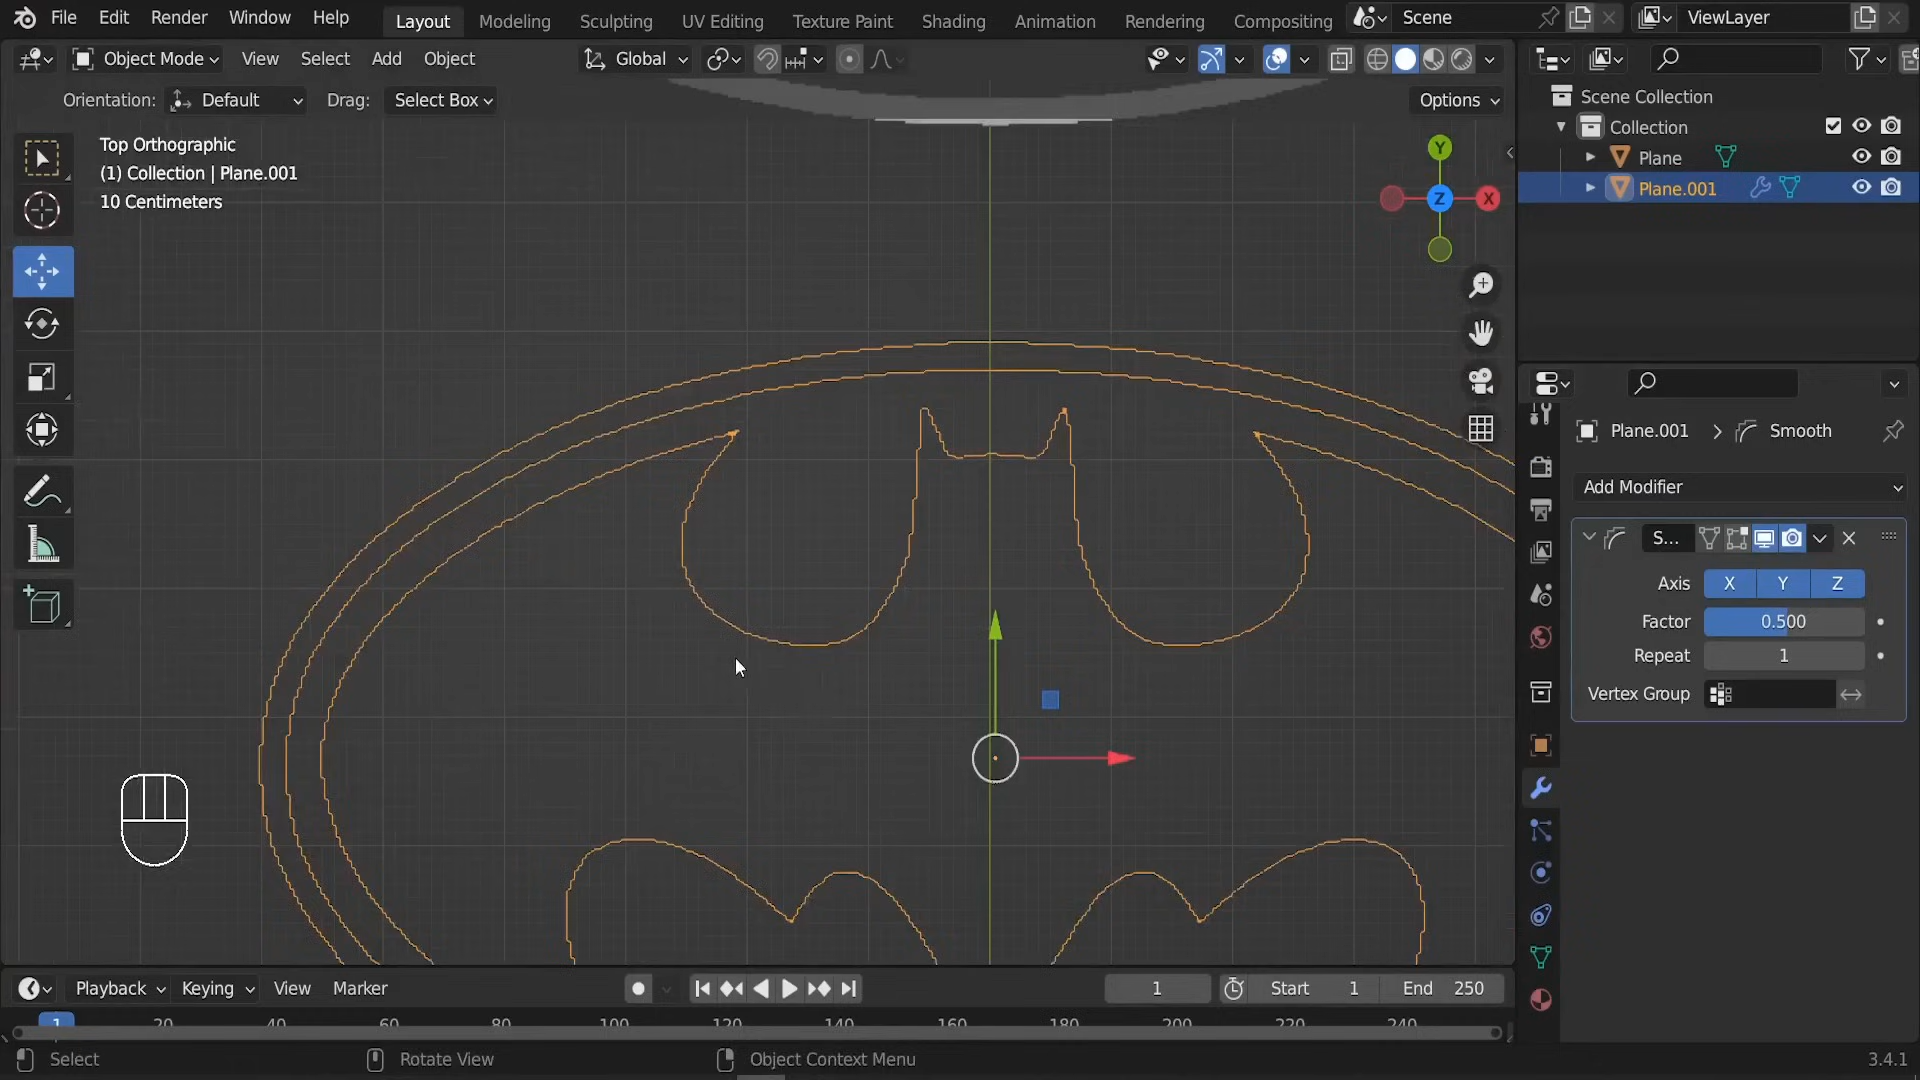 File Edit Render Window Help Layout Modeling Sculpting UV Editing Texture Paint Shading Animation Rendering Compositing Scene ViewLayer
Object Mode View Select Add Object Global
Orientation: Default Drag: Select Box Options
Top Orthographic
(1) Collection | Plane.001
10 Centimeters
Y
Z
X
Scene Collection
Collection
Plane
Plane.001
Plane.001 > Smooth
Add Modifier
S...
Axis X Y Z
Factor 0.500
Repeat 1
Vertex Group
Playback Keying View Marker 1 Start 1 End 250
1 20 40 60 80 100 120 140 160 180 200 220 240
Select Rotate View Object Context Menu 3.4.1